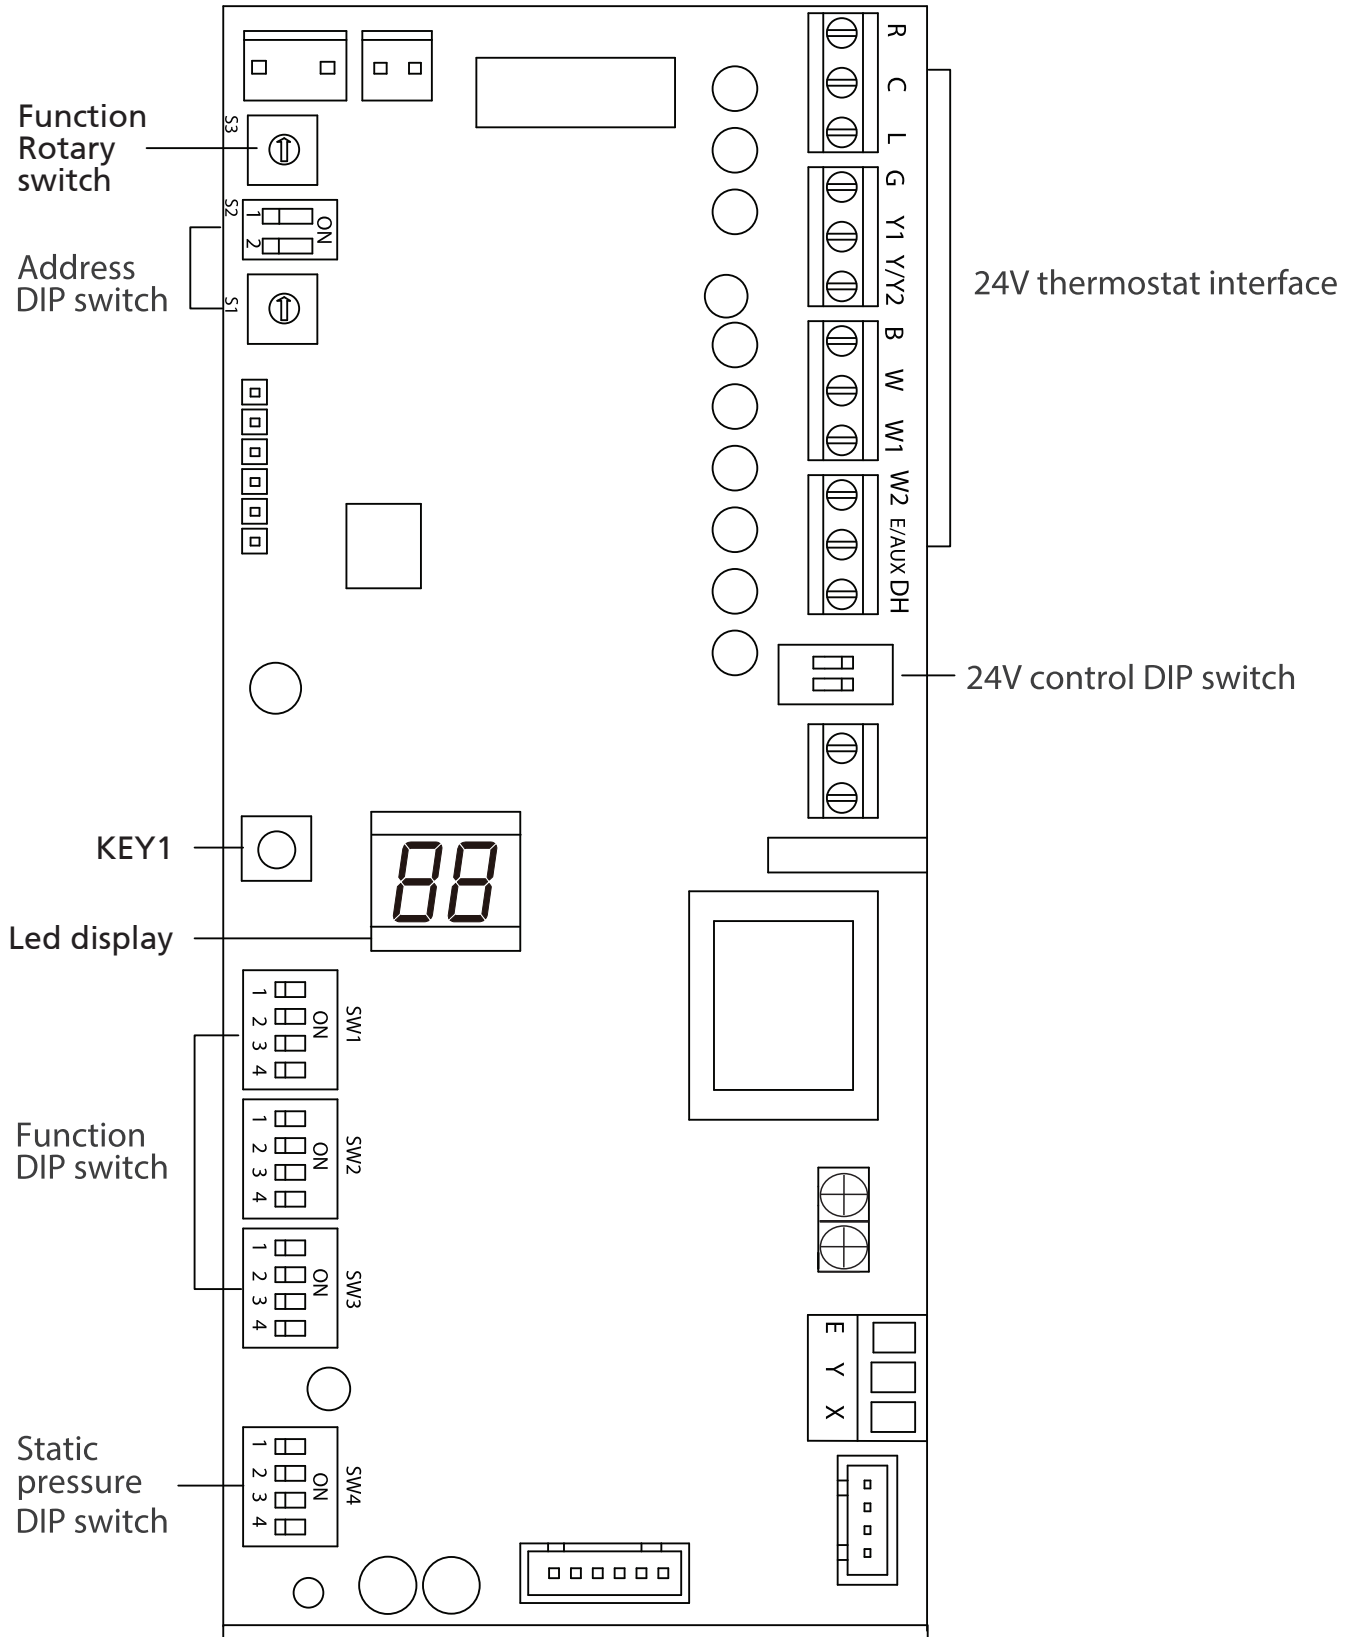 R
C
L
G
Y1
Y/Y2
B
W
W1
W2
E/AUX
DH
24V thermostat interface
24V control DIP switch
S3
Function
Rotary
switch
S2
1
2
ON
Address
DIP switch
S1
KEY1
88
Led display
1
2
3
4
ON
SW1
Function
DIP switch
1
2
3
4
ON
SW2
1
2
3
4
ON
SW3
E
Y
X
Static
pressure
DIP switch
1
2
3
4
ON
SW4